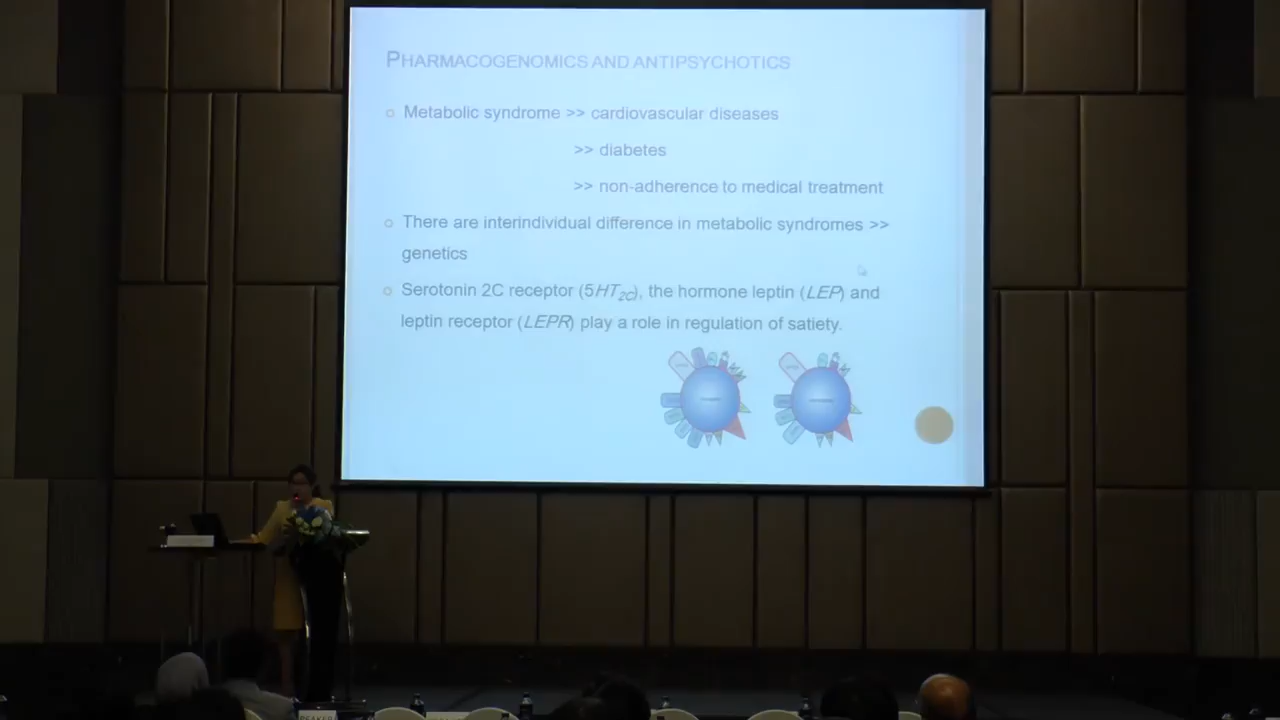 PHARMACOGENOMICS AND ANTIPSYCHOTICS
Metabolic syndrome >> cardiovascular diseases
>> diabetes
>> non-adherence to medical treatment
There are interindividual difference in metabolic syndromes >>
genetics
Serotonin 2C receptor (5HT2C), the hormone leptin (LEP) and
leptin receptor (LEPR) play a role in regulation of satiety.